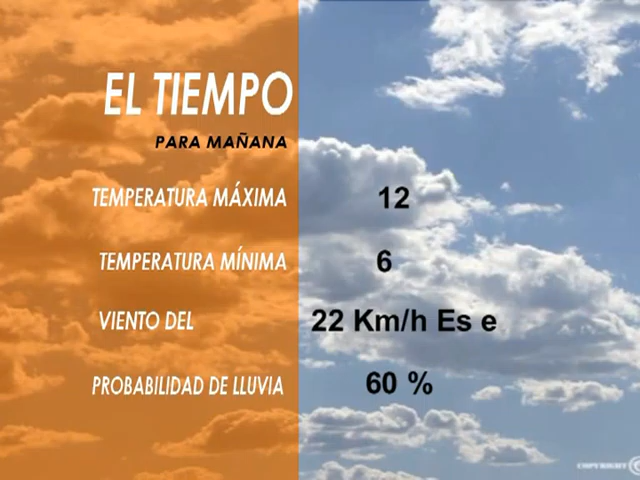 EL TIEMPO
PARA MAÑANA
TEMPERATURA MÁXIMA 12
TEMPERATURA MÍNIMA 6
VIENTO DEL 22 Km/h Es e
PROBABILIDAD DE LLUVIA 60 %
COPYRIGHT ©